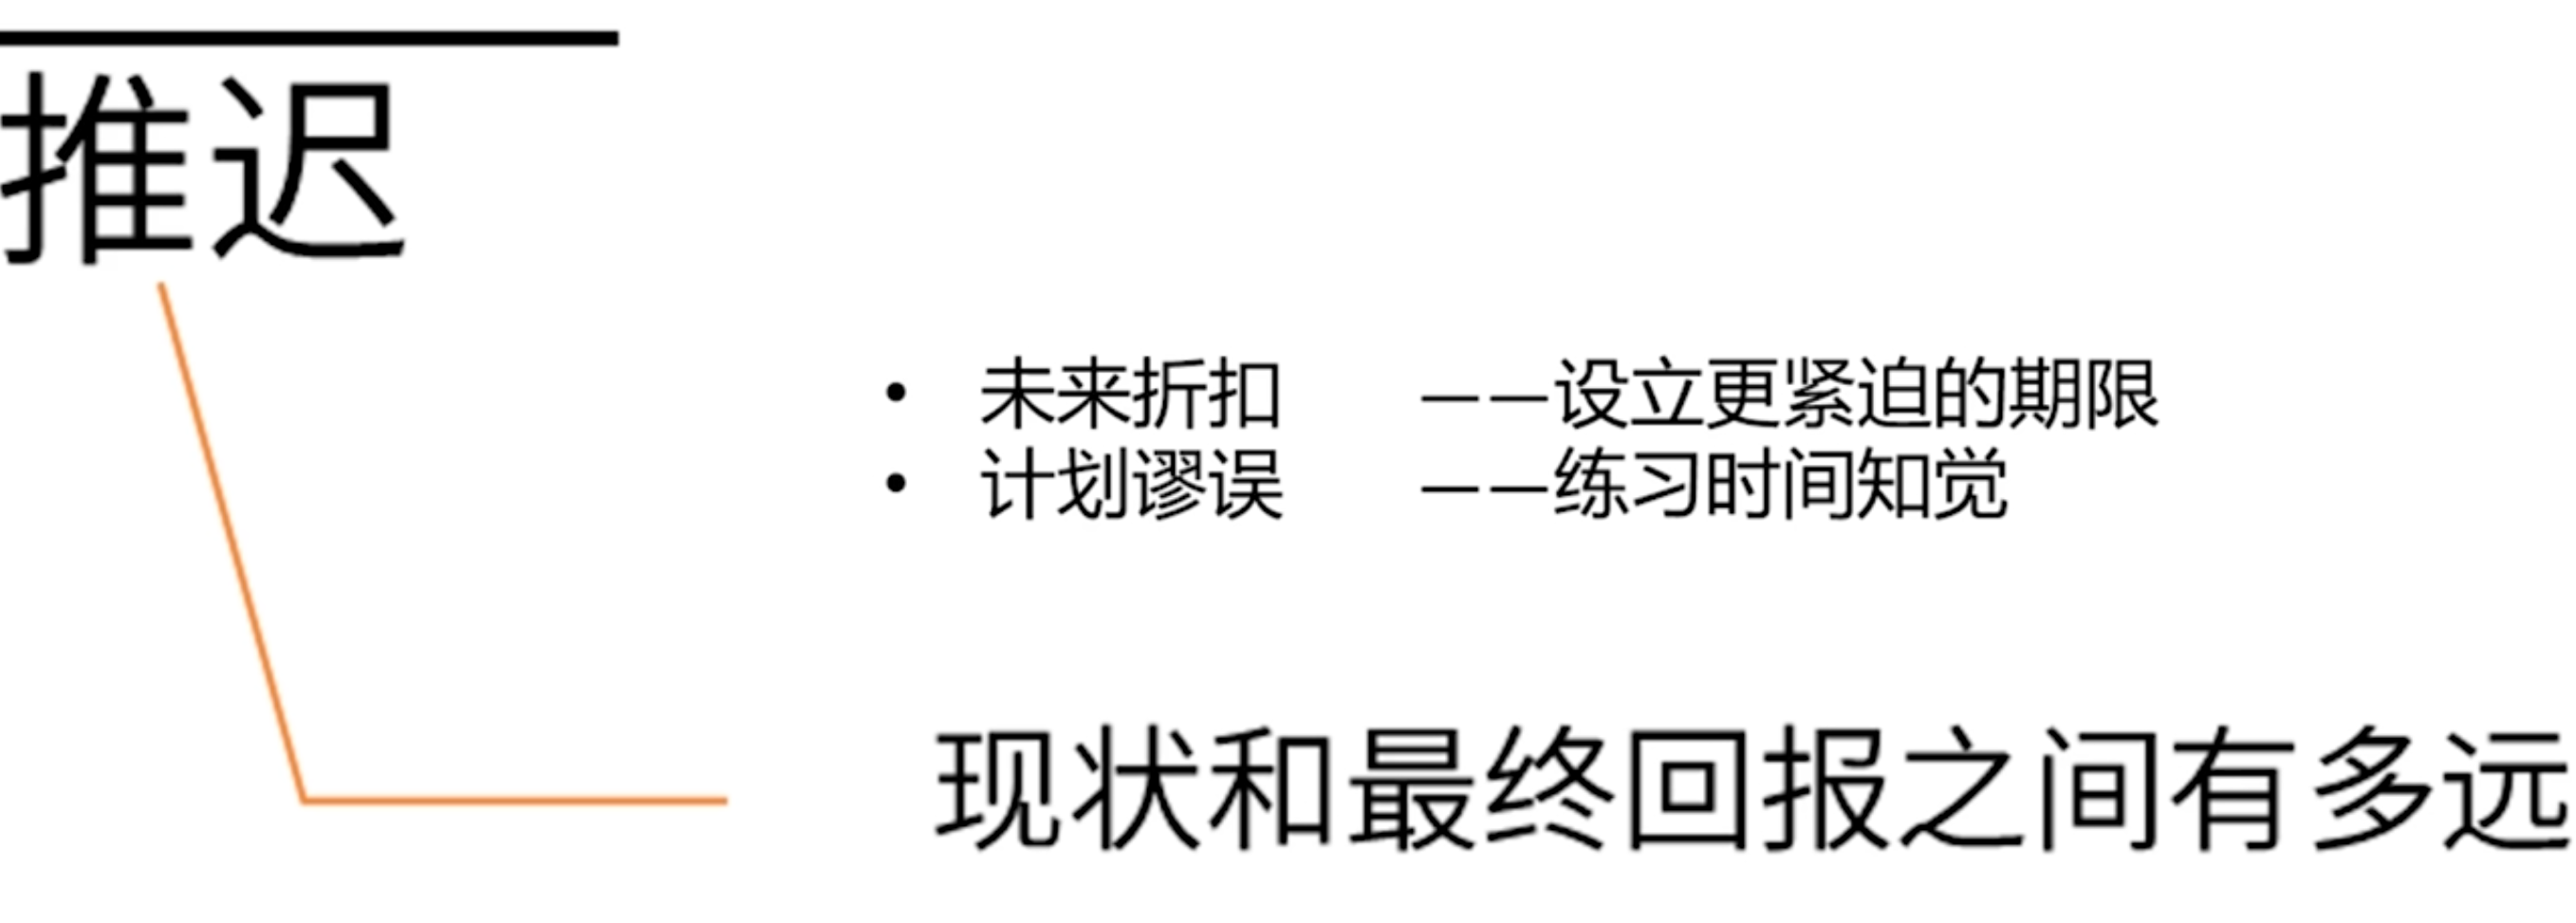 推迟
• 未来折扣 ——设立更紧迫的期限
• 计划谬误 ——练习时间知觉
现状和最终回报之间有多远